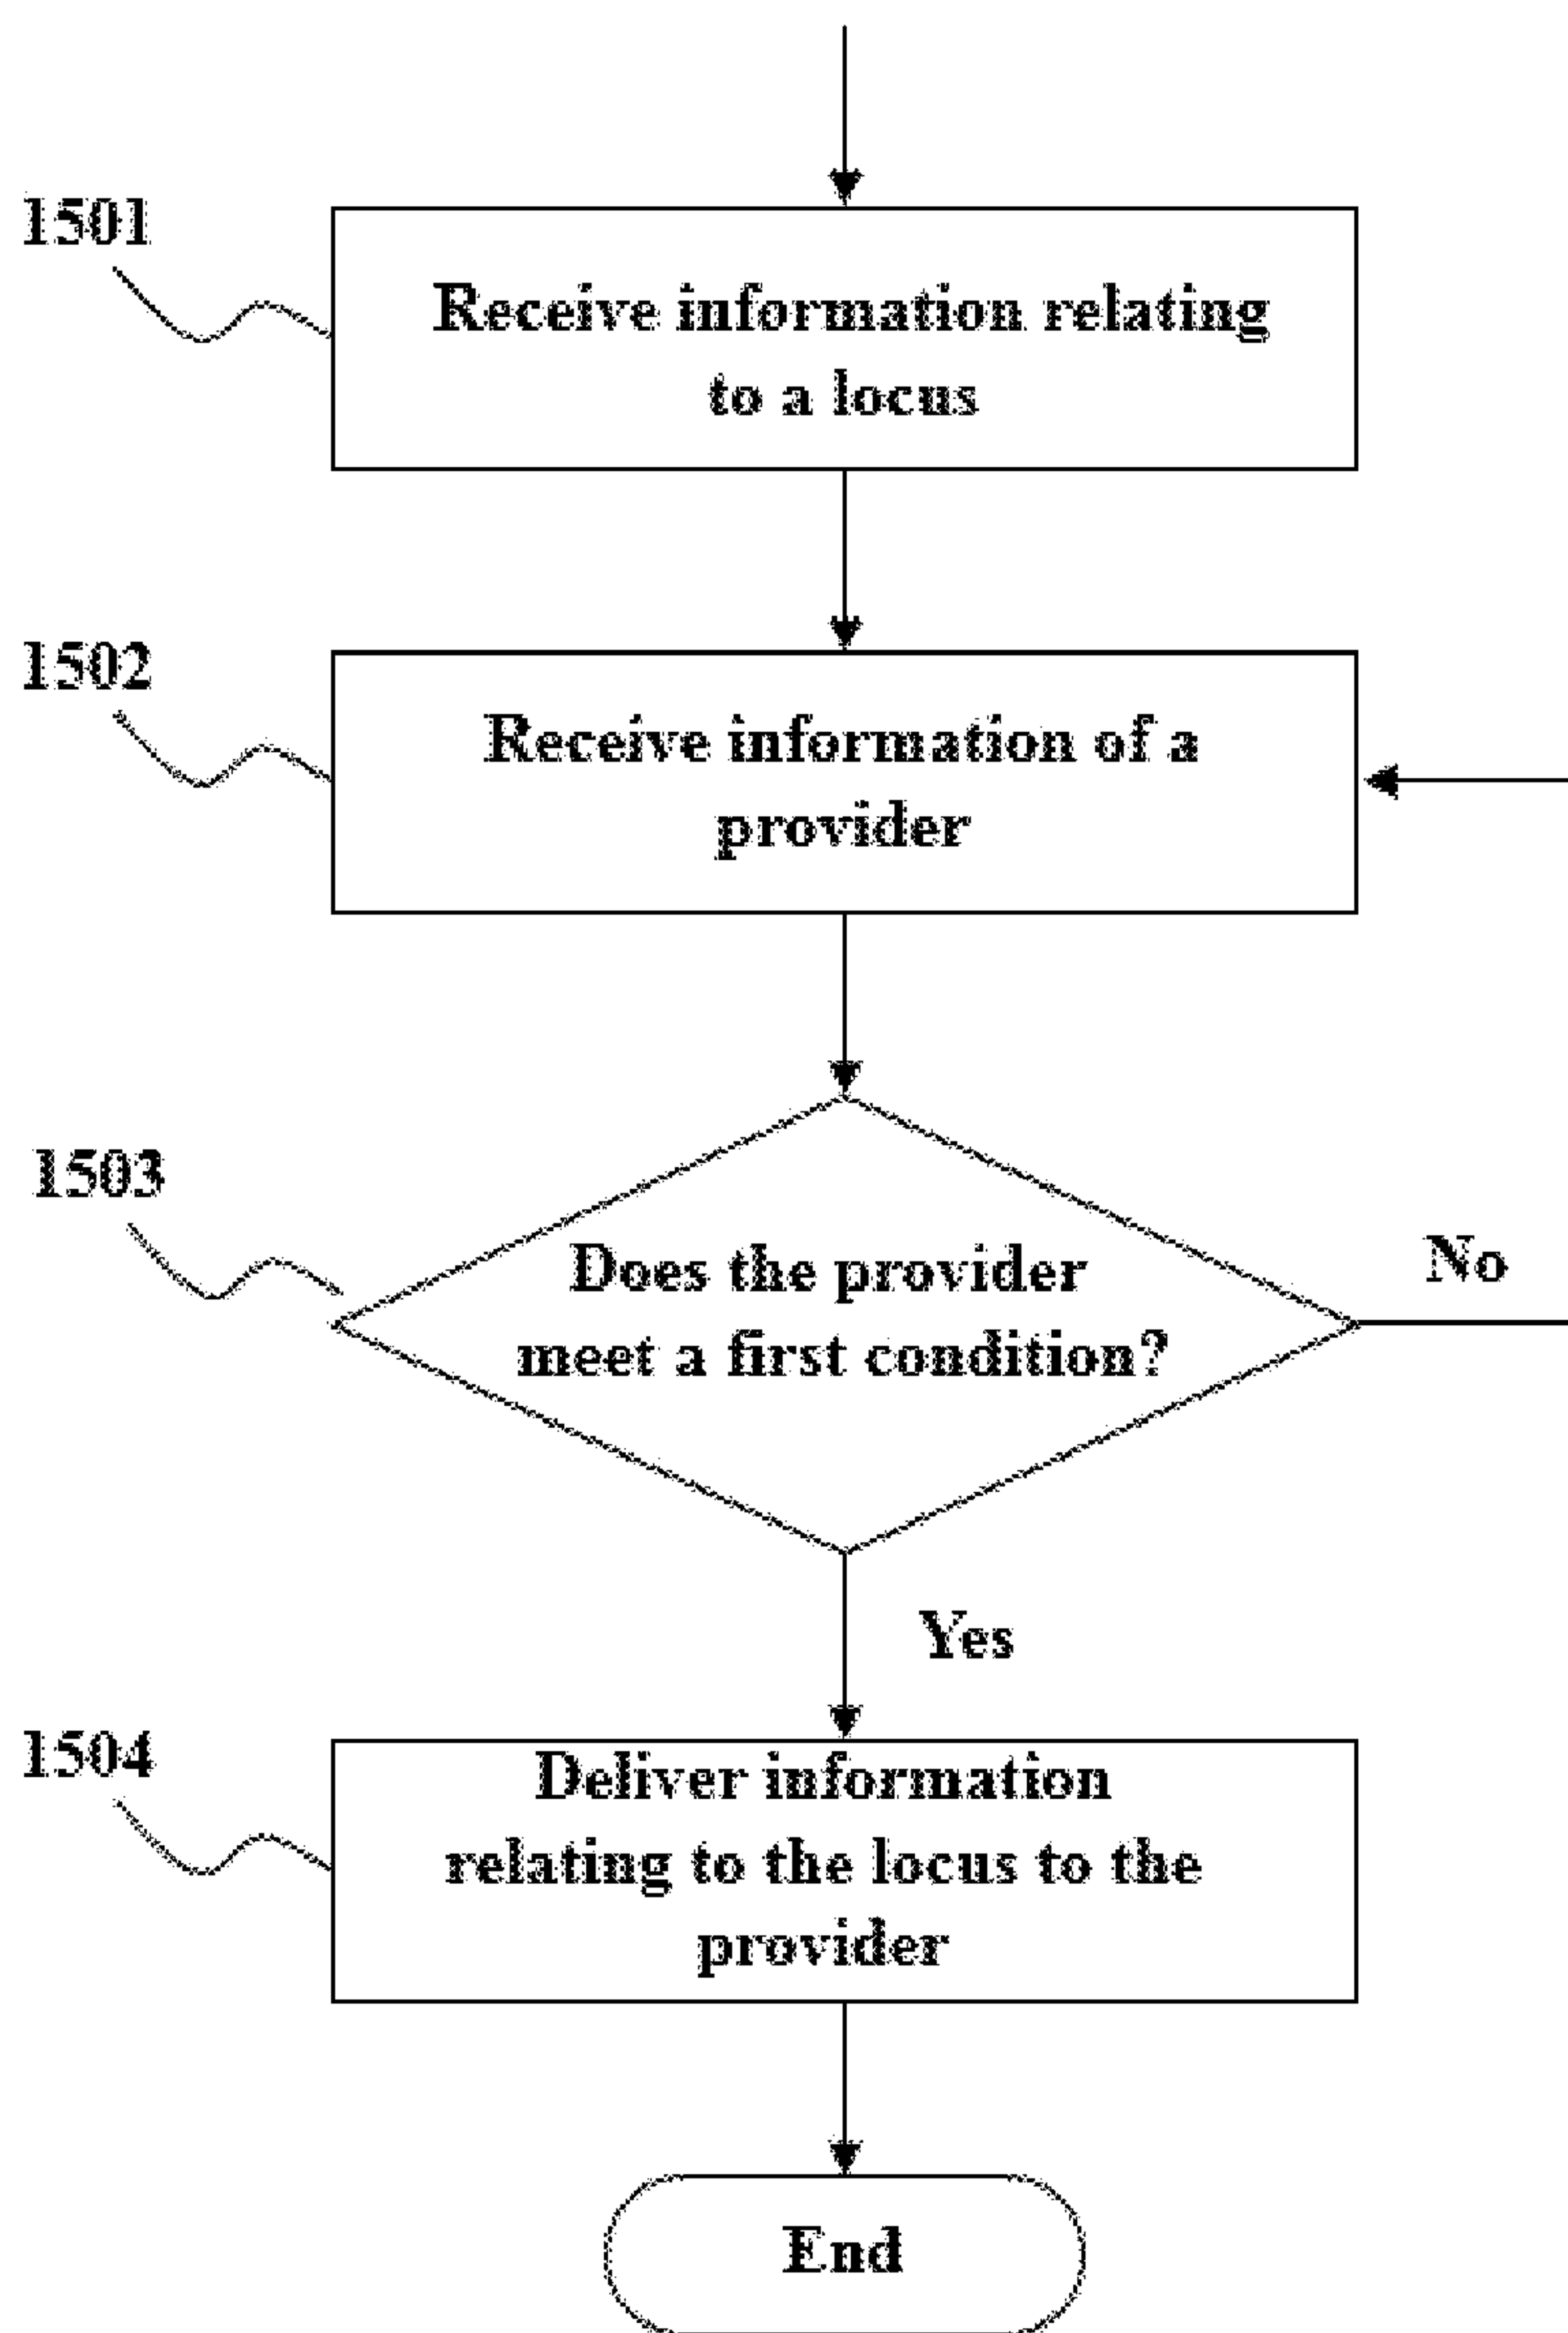 1501
Receive information relating
to a locus
1502
Receive information of a
provider
1503
Does the provider
meet a first condition?
No
Yes
1504
Deliver information
relating to the locus to the
provider
End